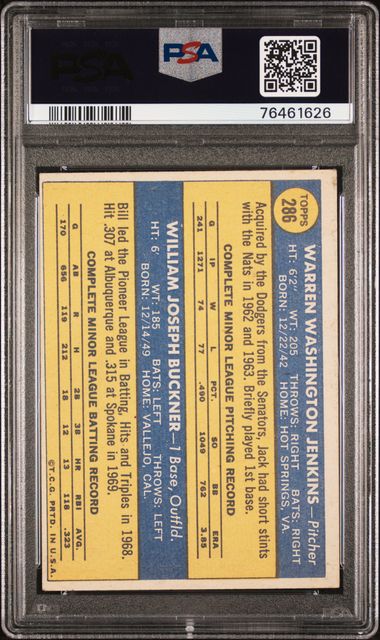 PSA
PSA
76461626
TOPPS
286
WARREN WASHINGTON JENKINS—Pitcher
HT: 6'2" WT: 205 THROWS: RIGHT BATS: RIGHT
BORN: 12/22/42 HOME: HOT SPRINGS, VA.
Acquired by the Dodgers from the Senators, Jack had short stints
with the Nats in 1962 and 1963. Briefly played 1st base.
COMPLETE MINOR LEAGUE PITCHING RECORD
G IP W L PCT. SO BB ERA
241 1271 74 77 .490 1049 762 3.85
WILLIAM JOSEPH BUCKNER—1 Base, Outf'ld.
HT: 6' WT: 185 BATS: LEFT THROWS: LEFT
BORN: 12/14/49 HOME: VALLEJO, CAL.
Bill led the Pioneer League in Batting, Hits and Triples in 1968.
Hit .307 at Albuquerque and .315 at Spokane in 1969.
COMPLETE MINOR LEAGUE BATTING RECORD
G AB R H 2B 3B HR RBI AVG.
170 656 119 212 18 12 13 118 .323
©T.C.G. PRTD. IN U.S.A.